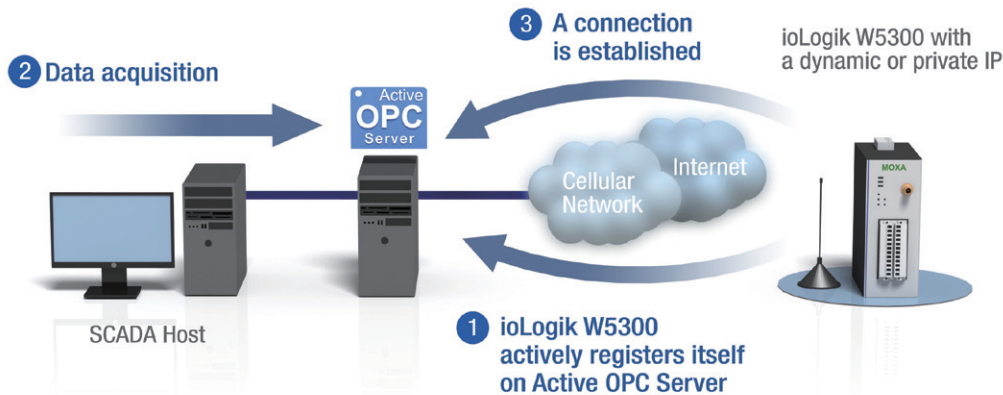 3 A connection
is established
ioLogik W5300 with
a dynamic or private IP
2 Data acquisition
Active
OPC
Server
MOXA
Internet
Cellular
Network
SCADA Host
1 ioLogik W5300
actively registers itself
on Active OPC Server